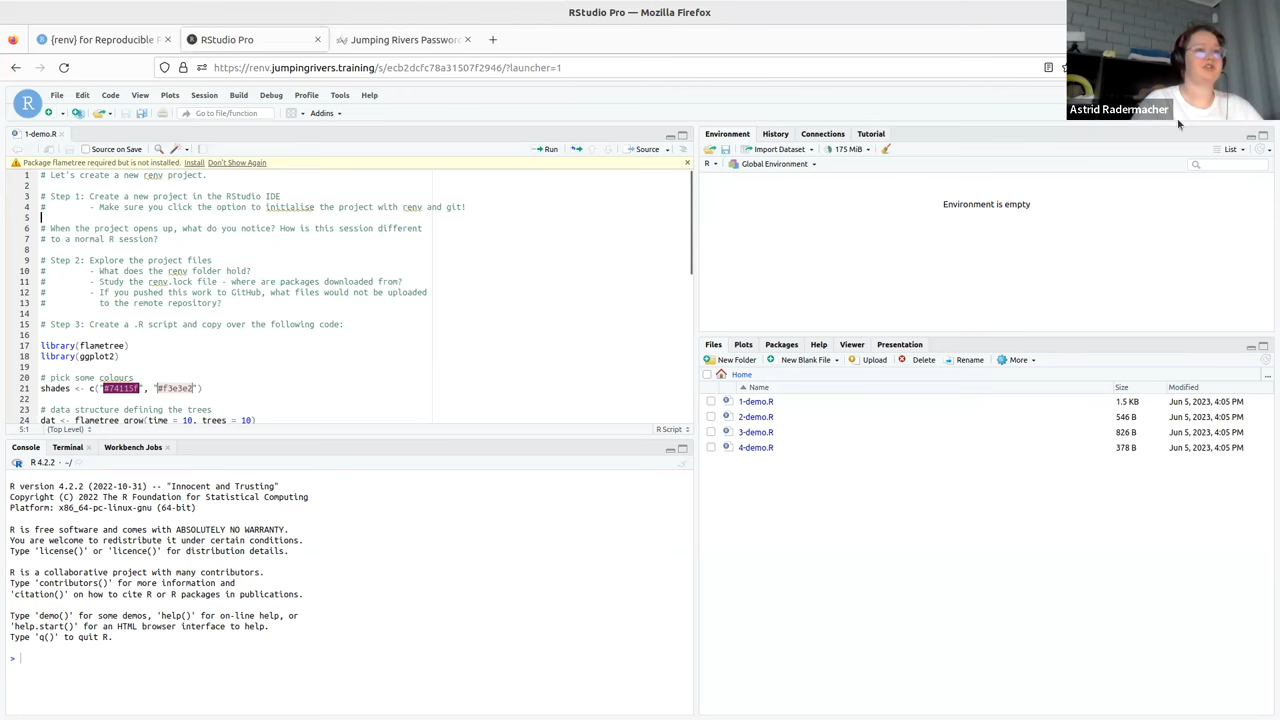 RStudio Pro — Mozilla Firefox
{renv} for Reproducible R
RStudio Pro
Jumping Rivers Passwor
https://renv.jumpingrivers.training/s/ecb2dcfc78a31507f2946/?launcher=1
Astrid Radermacher
File Edit Code View Plots Session Build Debug Profile Tools Help
Go to file/function
Addins
1-demo.R
Source on Save
Run
Source
Package flametree required but is not installed. Install Don't Show Again
1 # Let's create a new renv project.
2
3 # Step 1: Create a new project in the RStudio IDE
4 # - Make sure you click the option to initialise the project with renv and git!
5
6 # When the project opens up, what do you notice? How is this session different
7 # to a normal R session?
8
9 # Step 2: Explore the project files
10 # - What does the renv folder hold?
11 # - Study the renv.lock file - where are packages downloaded from?
12 # - If you pushed this work to GitHub, what files would not be uploaded
13 # to the remote repository?
14
15 # Step 3: Create a .R script and copy over the following code:
16
17 library(flametree)
18 library(ggplot2)
19
20 # pick some colours
21 shades <- c("#74115f", "#f3e3e2")
22
23 # data structure defining the trees
24 dat <- flametree_grow(time = 10, trees = 10)
5:1 (Top Level) R Script
Console Terminal Workbench Jobs
R 4.2.2 · ~/
R version 4.2.2 (2022-10-31) -- "Innocent and Trusting"
Copyright (C) 2022 The R Foundation for Statistical Computing
Platform: x86_64-pc-linux-gnu (64-bit)
R is free software and comes with ABSOLUTELY NO WARRANTY.
You are welcome to redistribute it under certain conditions.
Type 'license()' or 'licence()' for distribution details.
R is a collaborative project with many contributors.
Type 'contributors()' for more information and
'citation()' on how to cite R or R packages in publications.
Type 'demo()' for some demos, 'help()' for on-line help, or
'help.start()' for an HTML browser interface to help.
Type 'q()' to quit R.
>
Environment History Connections Tutorial
Import Dataset 175 MiB List
R Global Environment
Environment is empty
Files Plots Packages Help Viewer Presentation
New Folder New Blank File Upload Delete Rename More
Home
Name Size Modified
1-demo.R 1.5 KB Jun 5, 2023, 4:05 PM
2-demo.R 546 B Jun 5, 2023, 4:05 PM
3-demo.R 826 B Jun 5, 2023, 4:05 PM
4-demo.R 378 B Jun 5, 2023, 4:05 PM